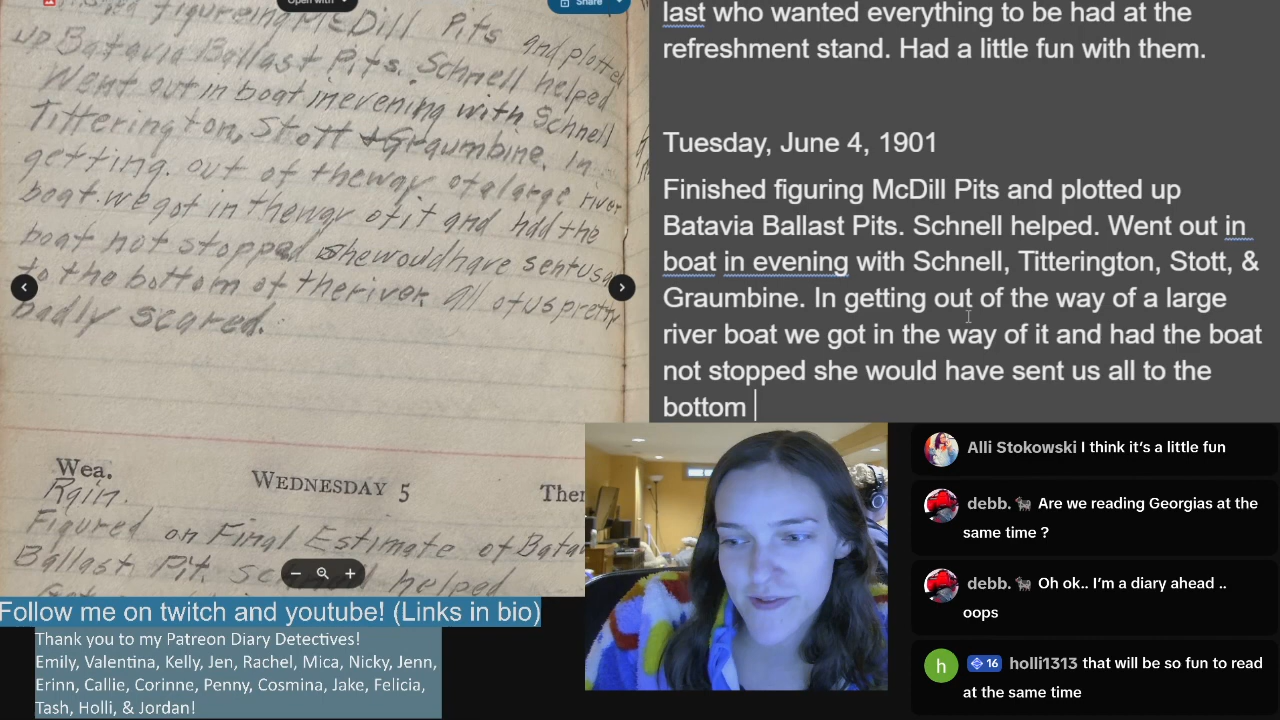 Open with
Share
figureing McDill Pits and plotted
up Batavia Ballast Pits. Schnell helped
Went out in boat in evening with Schnell
Titterington, Stott & Graumbine. In
getting out of the way of a large river
boat we got in the way of it and had the
boat not stopped she would have sent us a
to the bottom of the river. All of us pretty
badly scared.
Wea.
WEDNESDAY 5
Ther
Rain.
Figured on Final Estimate of Batav
Ballast Pit. helped
last who wanted everything to be had at the
refreshment stand. Had a little fun with them.
Tuesday, June 4, 1901
Finished figuring McDill Pits and plotted up
Batavia Ballast Pits. Schnell helped. Went out in
boat in evening with Schnell, Titterington, Stott, &
Graumbine. In getting out of the way of a large
river boat we got in the way of it and had the boat
not stopped she would have sent us all to the
bottom
Follow me on twitch and youtube! (Links in bio)
Thank you to my Patreon Diary Detectives!
Emily, Valentina, Kelly, Jen, Rachel, Mica, Nicky, Jenn,
Erinn, Callie, Corinne, Penny, Cosmina, Jake, Felicia,
Tash, Holli, & Jordan!
Alli Stokowski I think it's a little fun
debb. 🐐 Are we reading Georgias at the
same time ?
debb. 🐐 Oh ok.. I'm a diary ahead ..
oops
h 16 holli1313 that will be so fun to read
at the same time